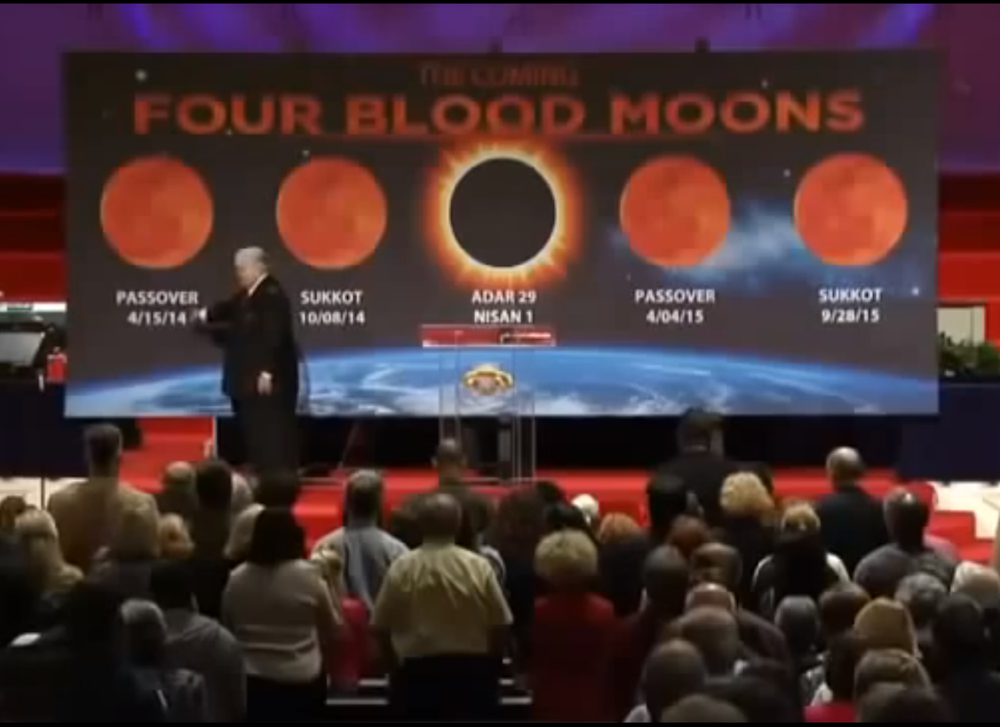 THE COMING
FOUR BLOOD MOONS
PASSOVER
4/15/14
SUKKOT
10/08/14
ADAR 29
NISAN 1
PASSOVER
4/04/15
SUKKOT
9/28/15